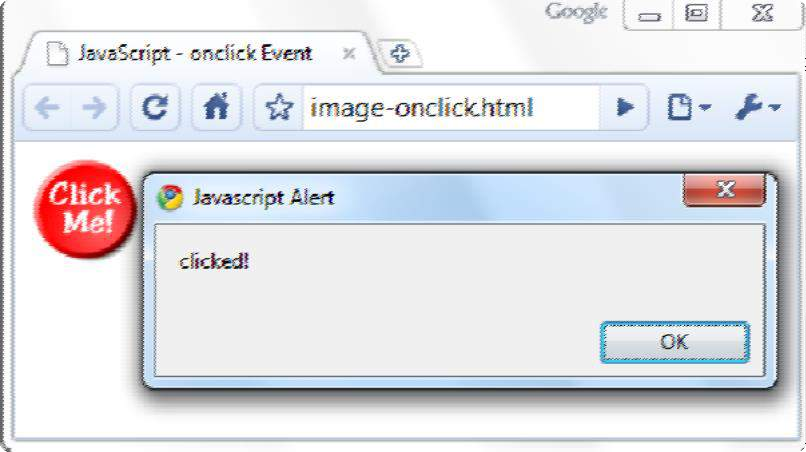 Google
JavaScript - onclick Event
image-onclick.html
Click
Me!
Javascript Alert
clicked!
OK